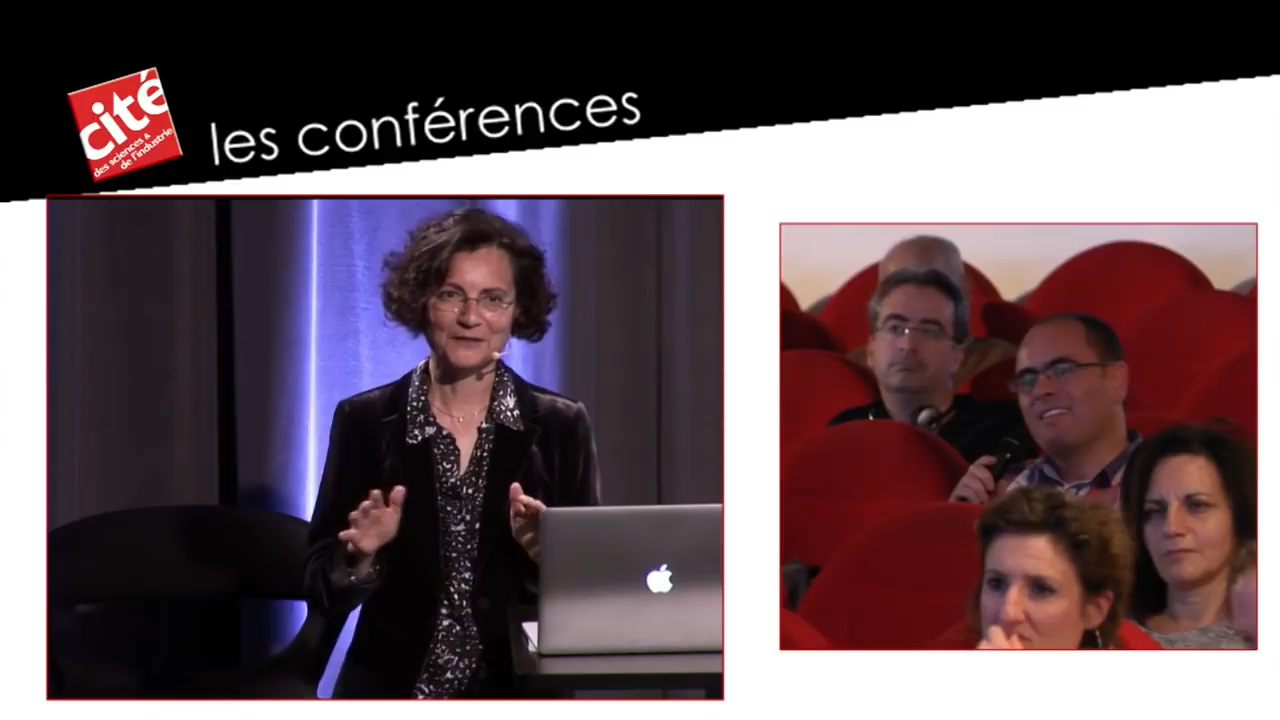 cité
des sciences &
de l'industrie
les conférences